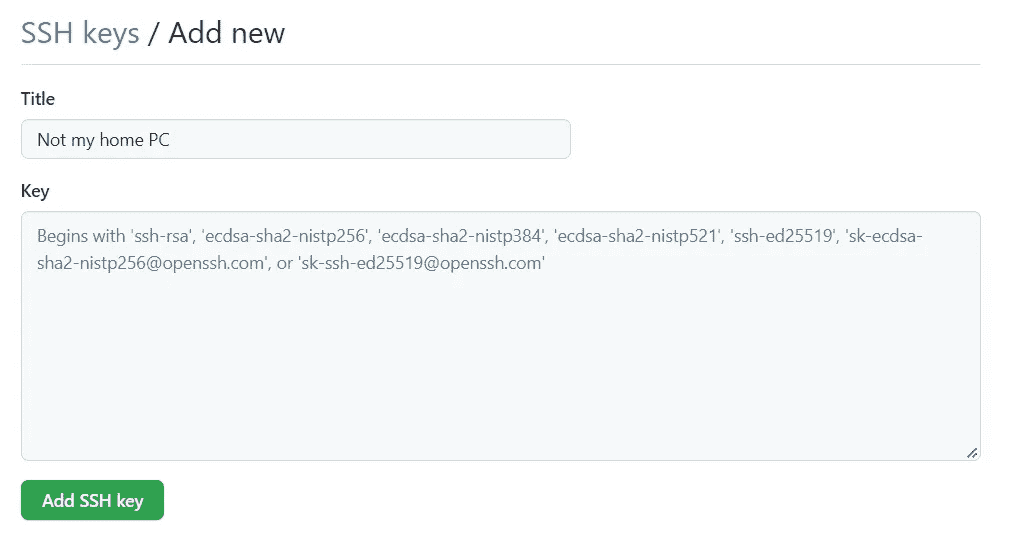 SSH keys / Add new
Title
Not my home PC
Key
Begins with 'ssh-rsa', 'ecdsa-sha2-nistp256', 'ecdsa-sha2-nistp384', 'ecdsa-sha2-nistp521', 'ssh-ed25519', 'sk-ecdsa-
sha2-nistp256@openssh.com', or 'sk-ssh-ed25519@openssh.com'
Add SSH key